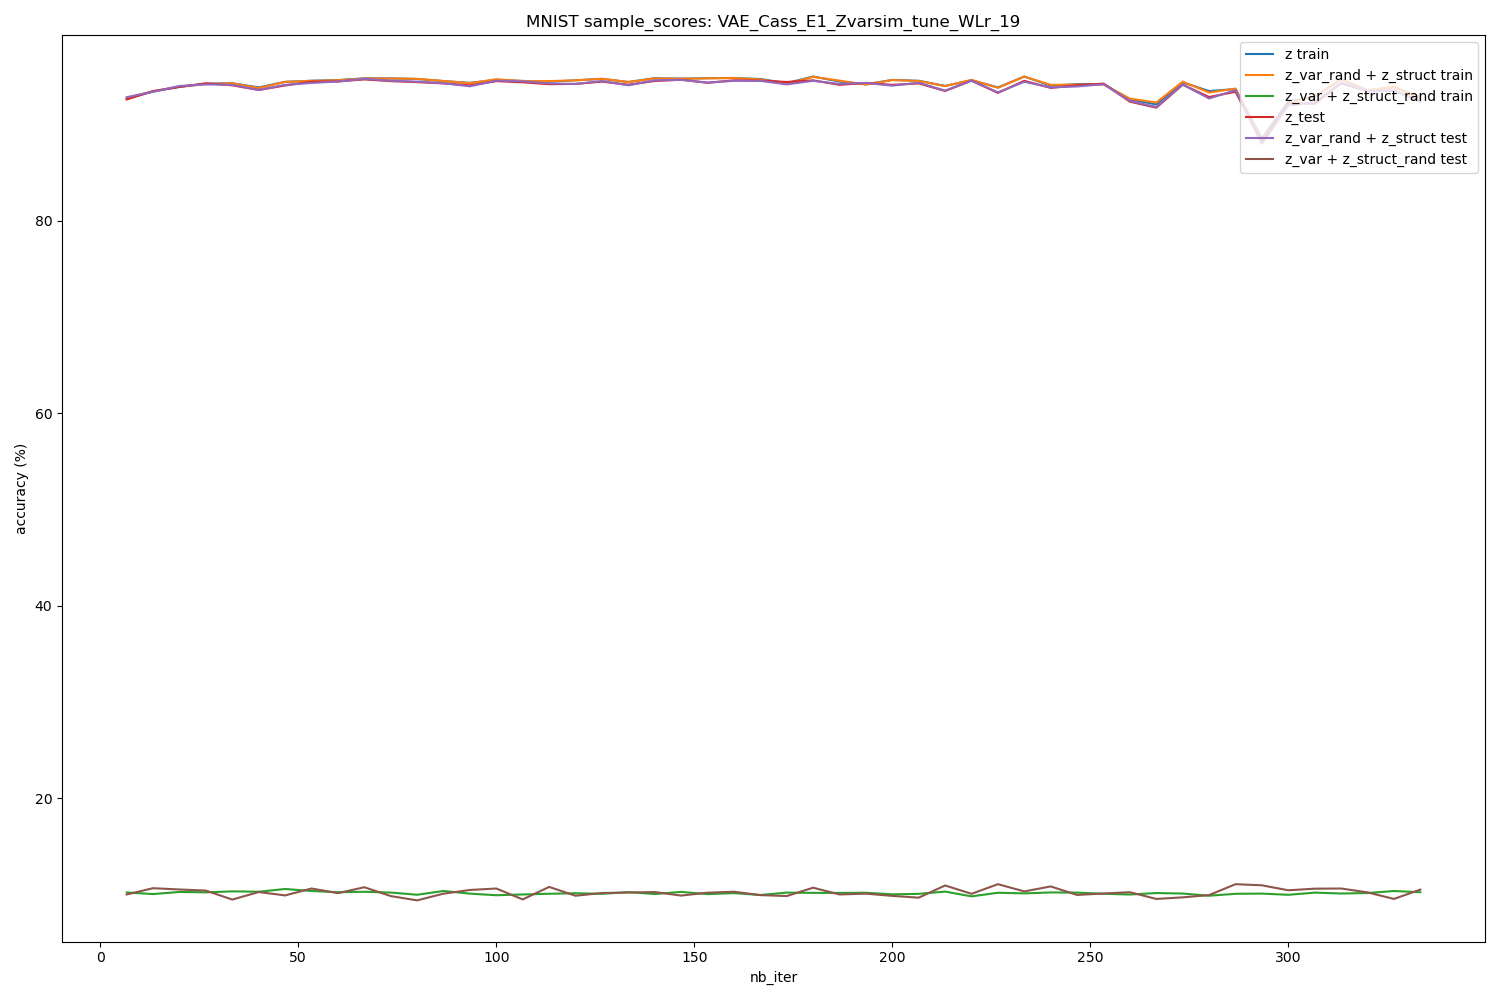 MNIST sample_scores: VAE_Cass_E1_Zvarsim_tune_WLr_19
z train
z_var_rand + z_struct train
z_var + z_struct_rand train
z_test
z_var_rand + z_struct test
z_var + z_struct_rand test
accuracy (%)
80
60
40
20
0 50 100 150 200 250 300
nb_iter